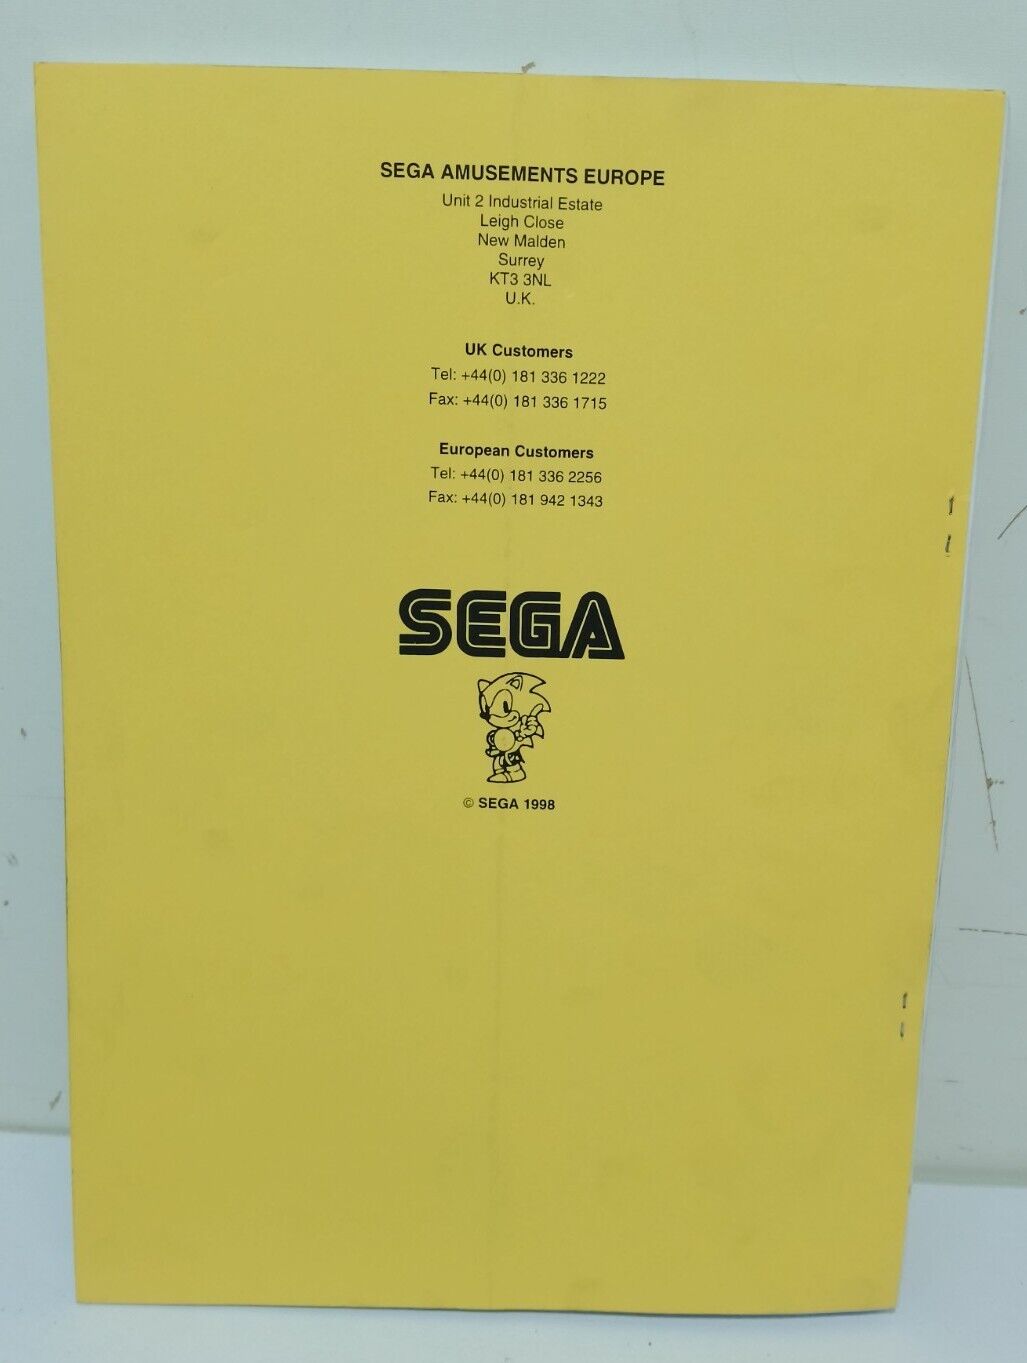 SEGA AMUSEMENTS EUROPE
Unit 2 Industrial Estate
Leigh Close
New Malden
Surrey
KT3 3NL
U.K.
UK Customers
Tel: +44(0) 181 336 1222
Fax: +44(0) 181 336 1715
European Customers
Tel: +44(0) 181 336 2256
Fax: +44(0) 181 942 1343
SEGA
© SEGA 1998